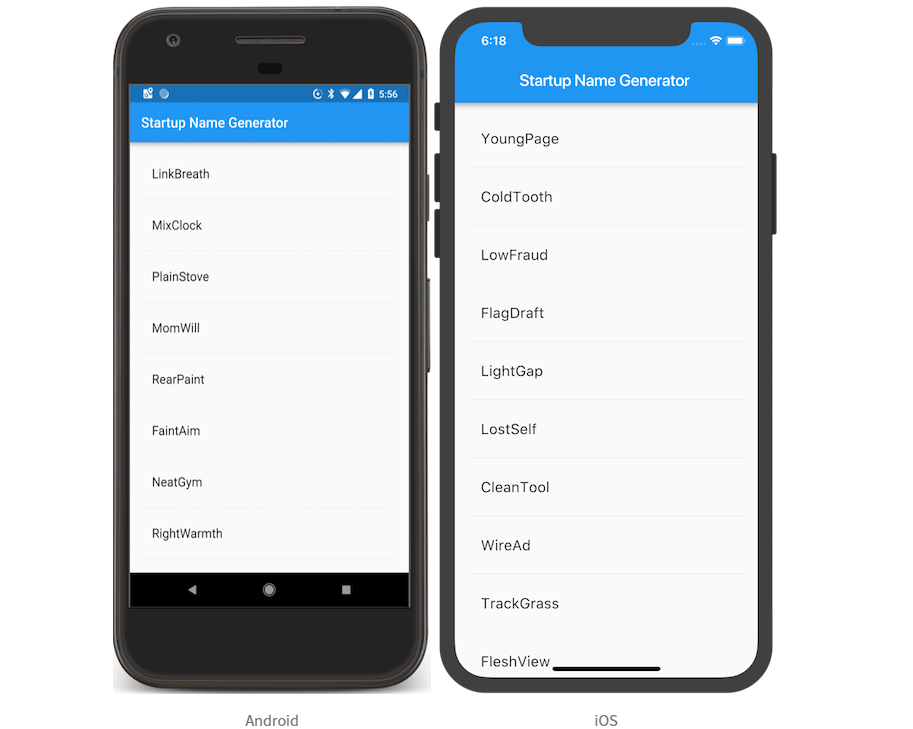 5:56
Startup Name Generator
LinkBreath
MixClock
PlainStove
MomWill
RearPaint
FaintAim
NeatGym
RightWarmth
Android
6:18
Startup Name Generator
YoungPage
ColdTooth
LowFraud
FlagDraft
LightGap
LostSelf
CleanTool
WireAd
TrackGrass
FleshView
iOS